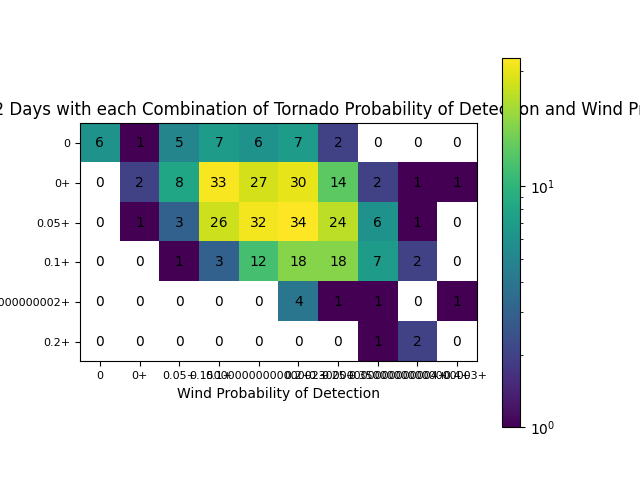 2 Days with each Combination of Tornado Probability of Detection and Wind Pr
0 6 1 5 7 6 7 2 0 0 0
0+ 0 2 8 33 27 30 14 2 1 1
0.05+ 0 1 3 26 32 34 24 6 1 0
0.1+ 0 0 1 3 12 18 18 7 2 0
000000002+ 0 0 0 0 0 4 1 1 0 1
0.2+ 0 0 0 0 0 0 0 1 2 0
0 0+ 0.05+
Wind Probability of Detection
10¹
10⁰